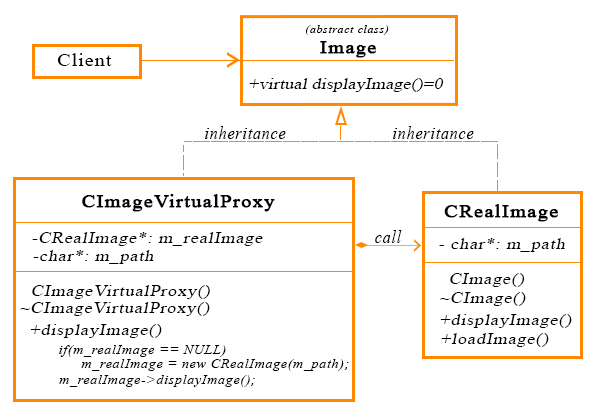 (abstract class)
Image
Client
+virtual displayImage()=0
inheritance
inheritance
CImageVirtualProxy
-CRealImage*: m_realImage
-char*: m_path
CImageVirtualProxy()
~CImageVirtualProxy()
+displayImage()
if(m_realImage == NULL)
m_realImage = new CRealImage(m_path);
m_realImage->displayImage();
call
CRealImage
- char*: m_path
CImage()
~CImage()
+displayImage()
+loadImage()